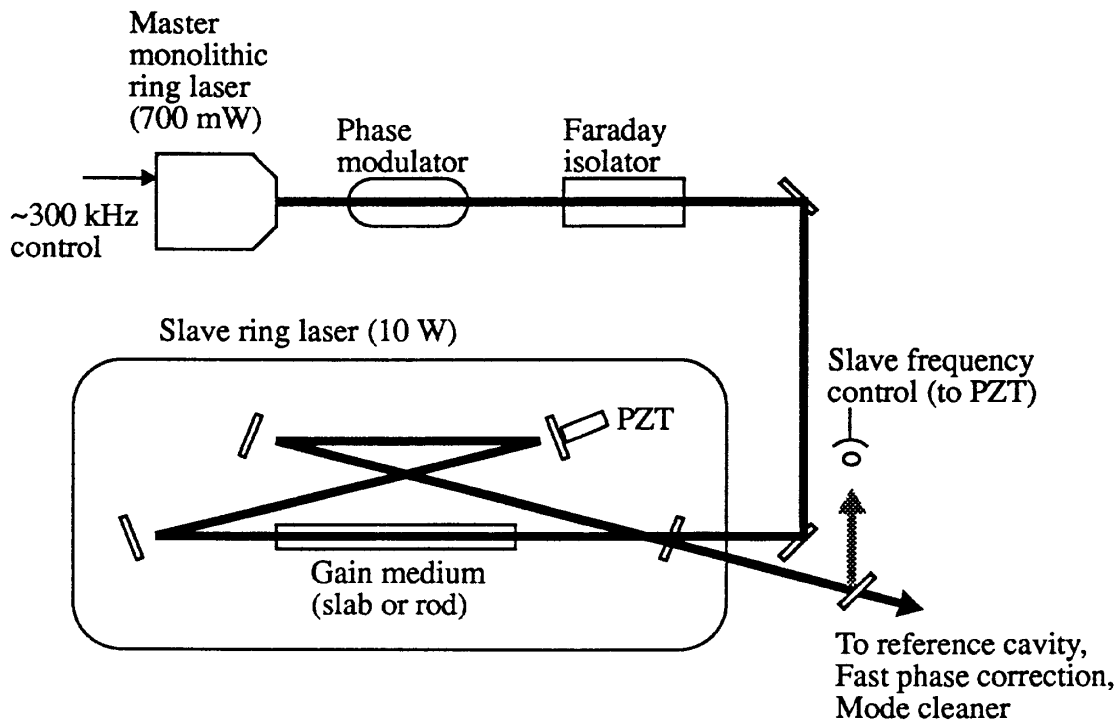 Master
monolithic
ring laser
(700 mW)
Phase
modulator
Faraday
isolator
~300 kHz
control
Slave ring laser (10 W)
Slave frequency
control (to PZT)
PZT
Gain medium
(slab or rod)
To reference cavity,
Fast phase correction,
Mode cleaner